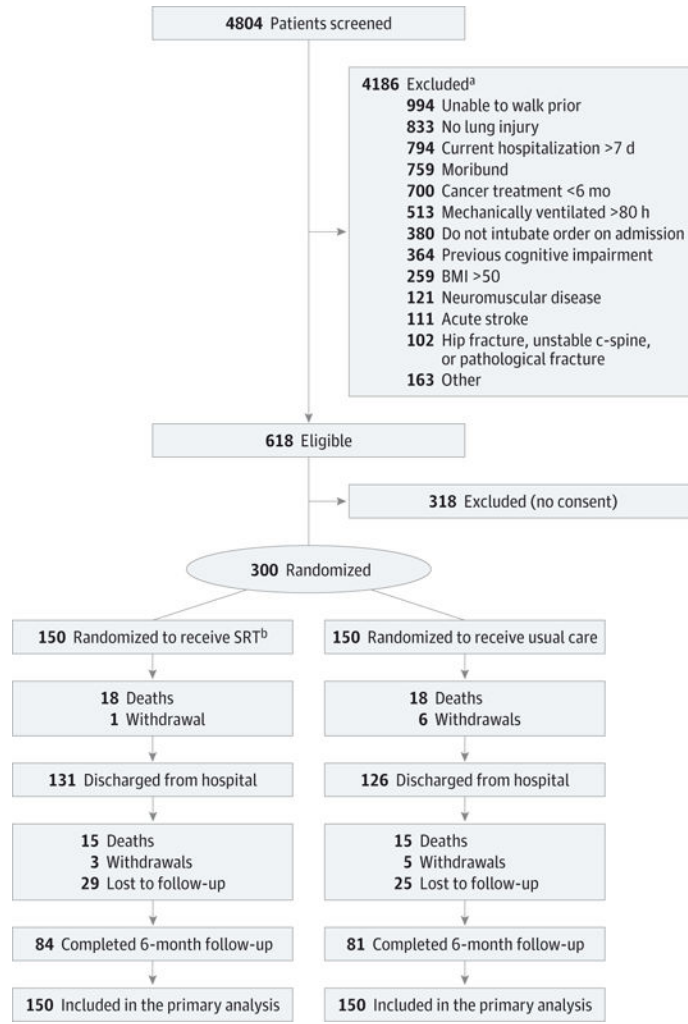 4804 Patients screened
4186 Excludedᵃ
994 Unable to walk prior
833 No lung injury
794 Current hospitalization >7 d
759 Moribund
700 Cancer treatment <6 mo
513 Mechanically ventilated >80 h
380 Do not intubate order on admission
364 Previous cognitive impairment
259 BMI >50
121 Neuromuscular disease
111 Acute stroke
102 Hip fracture, unstable c-spine,
or pathological fracture
163 Other
618 Eligible
318 Excluded (no consent)
300 Randomized
150 Randomized to receive SRTᵇ
150 Randomized to receive usual care
18 Deaths
1 Withdrawal
18 Deaths
6 Withdrawals
131 Discharged from hospital
126 Discharged from hospital
15 Deaths
3 Withdrawals
29 Lost to follow-up
15 Deaths
5 Withdrawals
25 Lost to follow-up
84 Completed 6-month follow-up
81 Completed 6-month follow-up
150 Included in the primary analysis
150 Included in the primary analysis